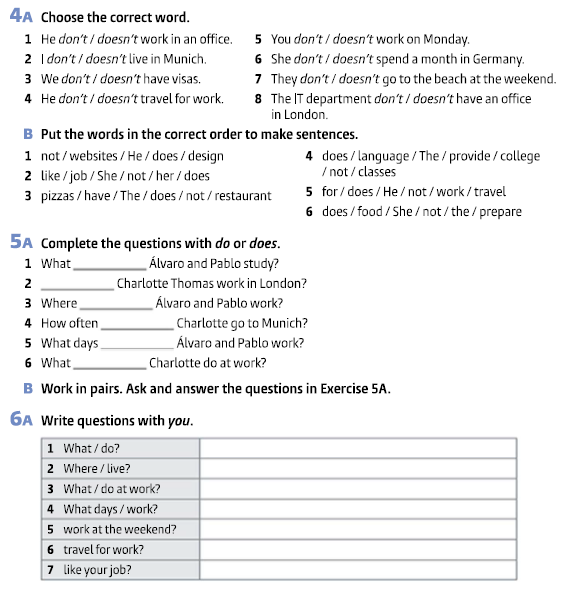 4A Choose the correct word.
1 He don't / doesn't work in an office.
2 I don't / doesn't live in Munich.
3 We don't / doesn't have visas.
4 He don't / doesn't travel for work.
5 You don't / doesn't work on Monday.
6 She don't / doesn't spend a month in Germany.
7 They don't / doesn't go to the beach at the weekend.
8 The IT department don't / doesn't have an office
in London.
B Put the words in the correct order to make sentences.
1 not / websites / He / does / design
2 like / job / She / not / her / does
3 pizzas / have / The / does / not / restaurant
4 does / language / The / provide / college
/ not / classes
5 for / does / He / not / work / travel
6 does / food / She / not / the / prepare
5A Complete the questions with do or does.
1 What __________ Álvaro and Pablo study?
2 __________ Charlotte Thomas work in London?
3 Where __________ Álvaro and Pablo work?
4 How often __________ Charlotte go to Munich?
5 What days __________ Álvaro and Pablo work?
6 What __________ Charlotte do at work?
B Work in pairs. Ask and answer the questions in Exercise 5A.
6A Write questions with you.
1 What / do?
2 Where / live?
3 What / do at work?
4 What days / work?
5 work at the weekend?
6 travel for work?
7 like your job?